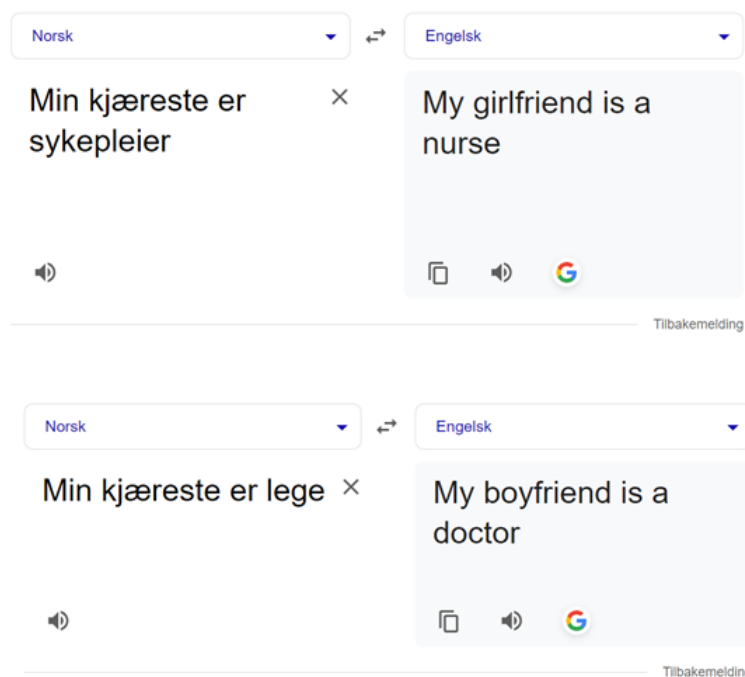 Norsk
Engelsk
Min kjæreste er
sykepleier
My girlfriend is a
nurse
Tilbakemelding
Norsk
Engelsk
Min kjæreste er lege
My boyfriend is a
doctor
Tilbakemeldin